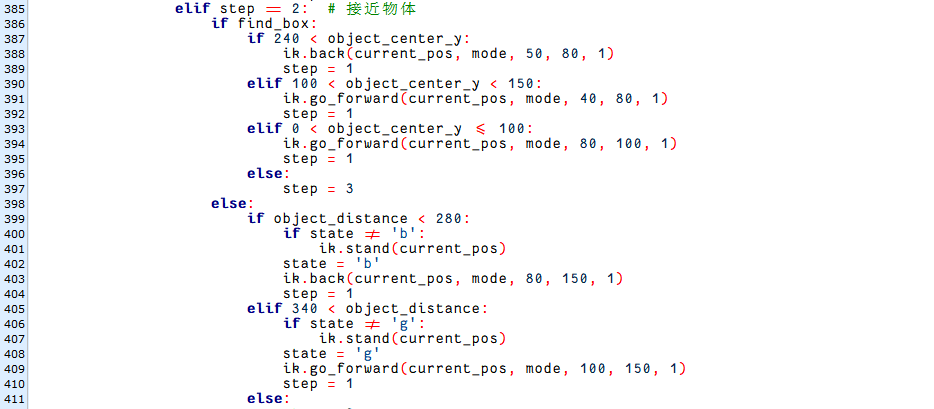 385 elif step == 2:  # 接近物体
386 if find_box:
387 if 240 < object_center_y:
388 ik.back(current_pos, mode, 50, 80, 1)
389 step = 1
390 elif 100 < object_center_y < 150:
391 ik.go_forward(current_pos, mode, 40, 80, 1)
392 step = 1
393 elif 0 < object_center_y <= 100:
394 ik.go_forward(current_pos, mode, 80, 100, 1)
395 step = 1
396 else:
397 step = 3
398 else:
399 if object_distance < 280:
400 if state != 'b':
401 ik.stand(current_pos)
402 state = 'b'
403 ik.back(current_pos, mode, 80, 150, 1)
404 step = 1
405 elif 340 < object_distance:
406 if state != 'g':
407 ik.stand(current_pos)
408 state = 'g'
409 ik.go_forward(current_pos, mode, 100, 150, 1)
410 step = 1
411 else: